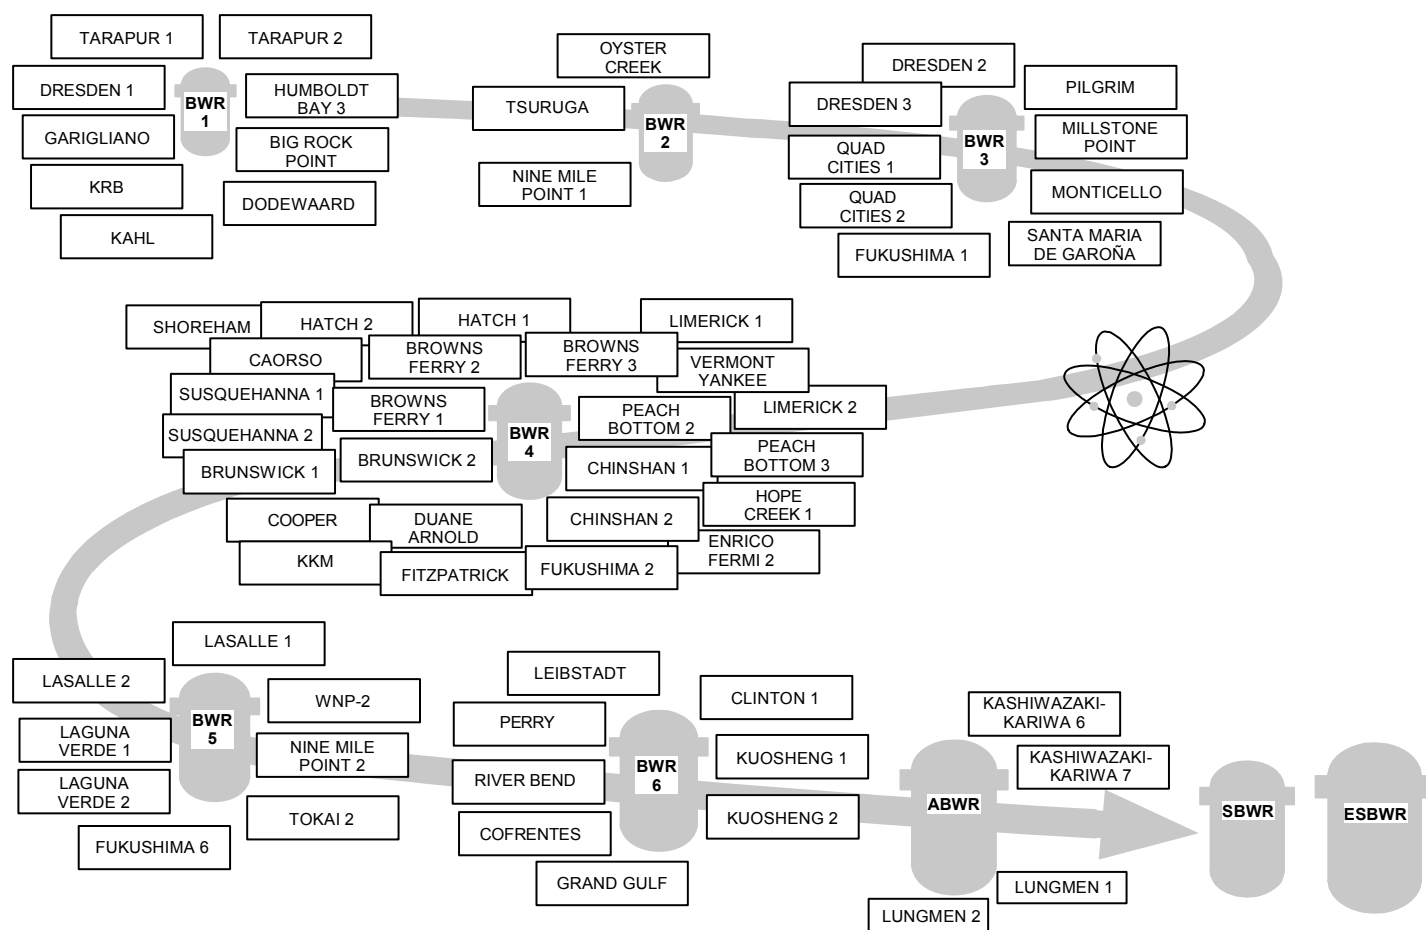 TARAPUR 1
TARAPUR 2
DRESDEN 1
GARIGLIANO
KRB
KAHL
BWR
1
HUMBOLDT
BAY 3
BIG ROCK
POINT
DODEWAARD
OYSTER
CREEK
TSURUGA
BWR
2
NINE MILE
POINT 1
DRESDEN 2
DRESDEN 3
QUAD
CITIES 1
QUAD
CITIES 2
FUKUSHIMA 1
BWR
3
PILGRIM
MILLSTONE
POINT
MONTICELLO
SANTA MARIA
DE GAROÑA
SHOREHAM
HATCH 2
HATCH 1
LIMERICK 1
CAORSO
BROWNS
FERRY 2
BROWNS
FERRY 3
VERMONT
YANKEE
SUSQUEHANNA 1
BROWNS
FERRY 1
BWR
4
PEACH
BOTTOM 2
LIMERICK 2
SUSQUEHANNA 2
BRUNSWICK 1
BRUNSWICK 2
CHINSHAN 1
PEACH
BOTTOM 3
COOPER
DUANE
ARNOLD
CHINSHAN 2
HOPE
CREEK 1
KKM
FITZPATRICK
FUKUSHIMA 2
ENRICO
FERMI 2
LASALLE 1
LASALLE 2
LAGUNA
VERDE 1
LAGUNA
VERDE 2
FUKUSHIMA 6
BWR
5
WNP-2
NINE MILE
POINT 2
TOKAI 2
LEIBSTADT
PERRY
RIVER BEND
COFRENTES
GRAND GULF
BWR
6
CLINTON 1
KUOSHENG 1
KUOSHENG 2
ABWR
KASHIWAZAKI-
KARIWA 6
KASHIWAZAKI-
KARIWA 7
LUNGMEN 1
LUNGMEN 2
SBWR
ESBWR